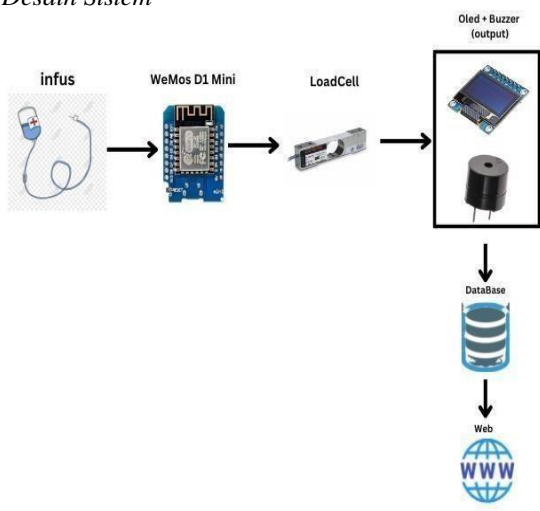 Desain Sistem
Oled + Buzzer
(output)
infus
WeMos D1 Mini
LoadCell
DataBase
Web
WWW